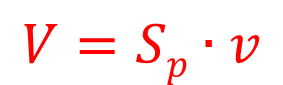 V = S_p · v